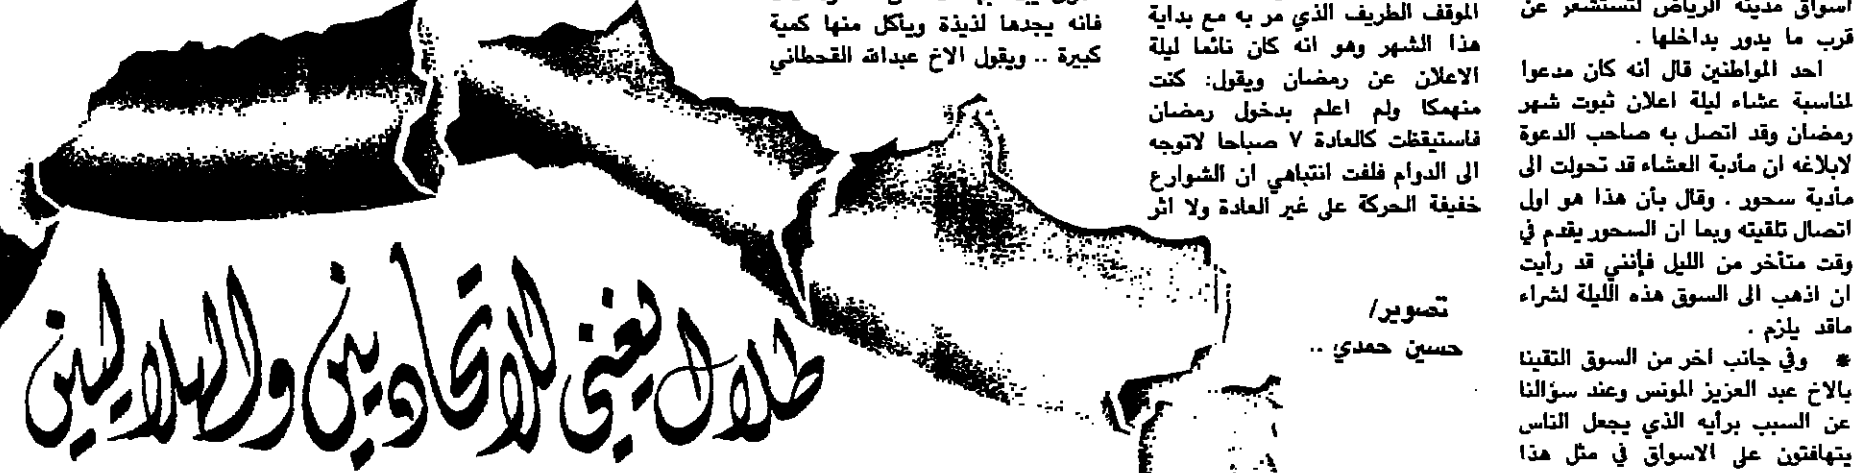 اسواق مدينة الرياض لتستشعر عن
قرب ما يدور بداخلها .
احد المواطنين قال انه كان مدعوا
لمناسبة عشاء ليلة اعلان ثبوت شهر
رمضان وقد اتصل به صاحب الدعوة
لابلاغه ان مأدبة العشاء قد تحولت الى
مأدبة سحور . وقال بأن هذا هو اول
اتصال تلقيته وبما ان السحور يقدم في
وقت متأخر من الليل فإنني قد رأيت
ان اذهب الى السوق هذه الليلة لشراء
ماقد يلزم .
* وفي جانب اخر من السوق التقينا
بالاخ عبد العزيز المونس وعند سؤالنا
عن السبب برأيه الذي يجعل الناس
يتهافتون على الاسواق في مثل هذا
الموقف الطريف الذي مر به مع بداية
هذا الشهر وهو انه كان نائما ليلة
الاعلان عن رمضان ويقول: كنت
منهمكا ولم اعلم بدخول رمضان
فاستيقظت كالعادة ٧ صباحا لاتوجه
الى الدوام فلفت انتباهي ان الشوارع
خفيفة الحركة على غير العادة ولا اثر
تصوير/
حسين حمدي ..
فانه يجدها لذيذة ويأكل منها كمية
كبيرة .. ويقول الاخ عبدالله القحطاني
طلال يغني للاتحاديين والهلاليين